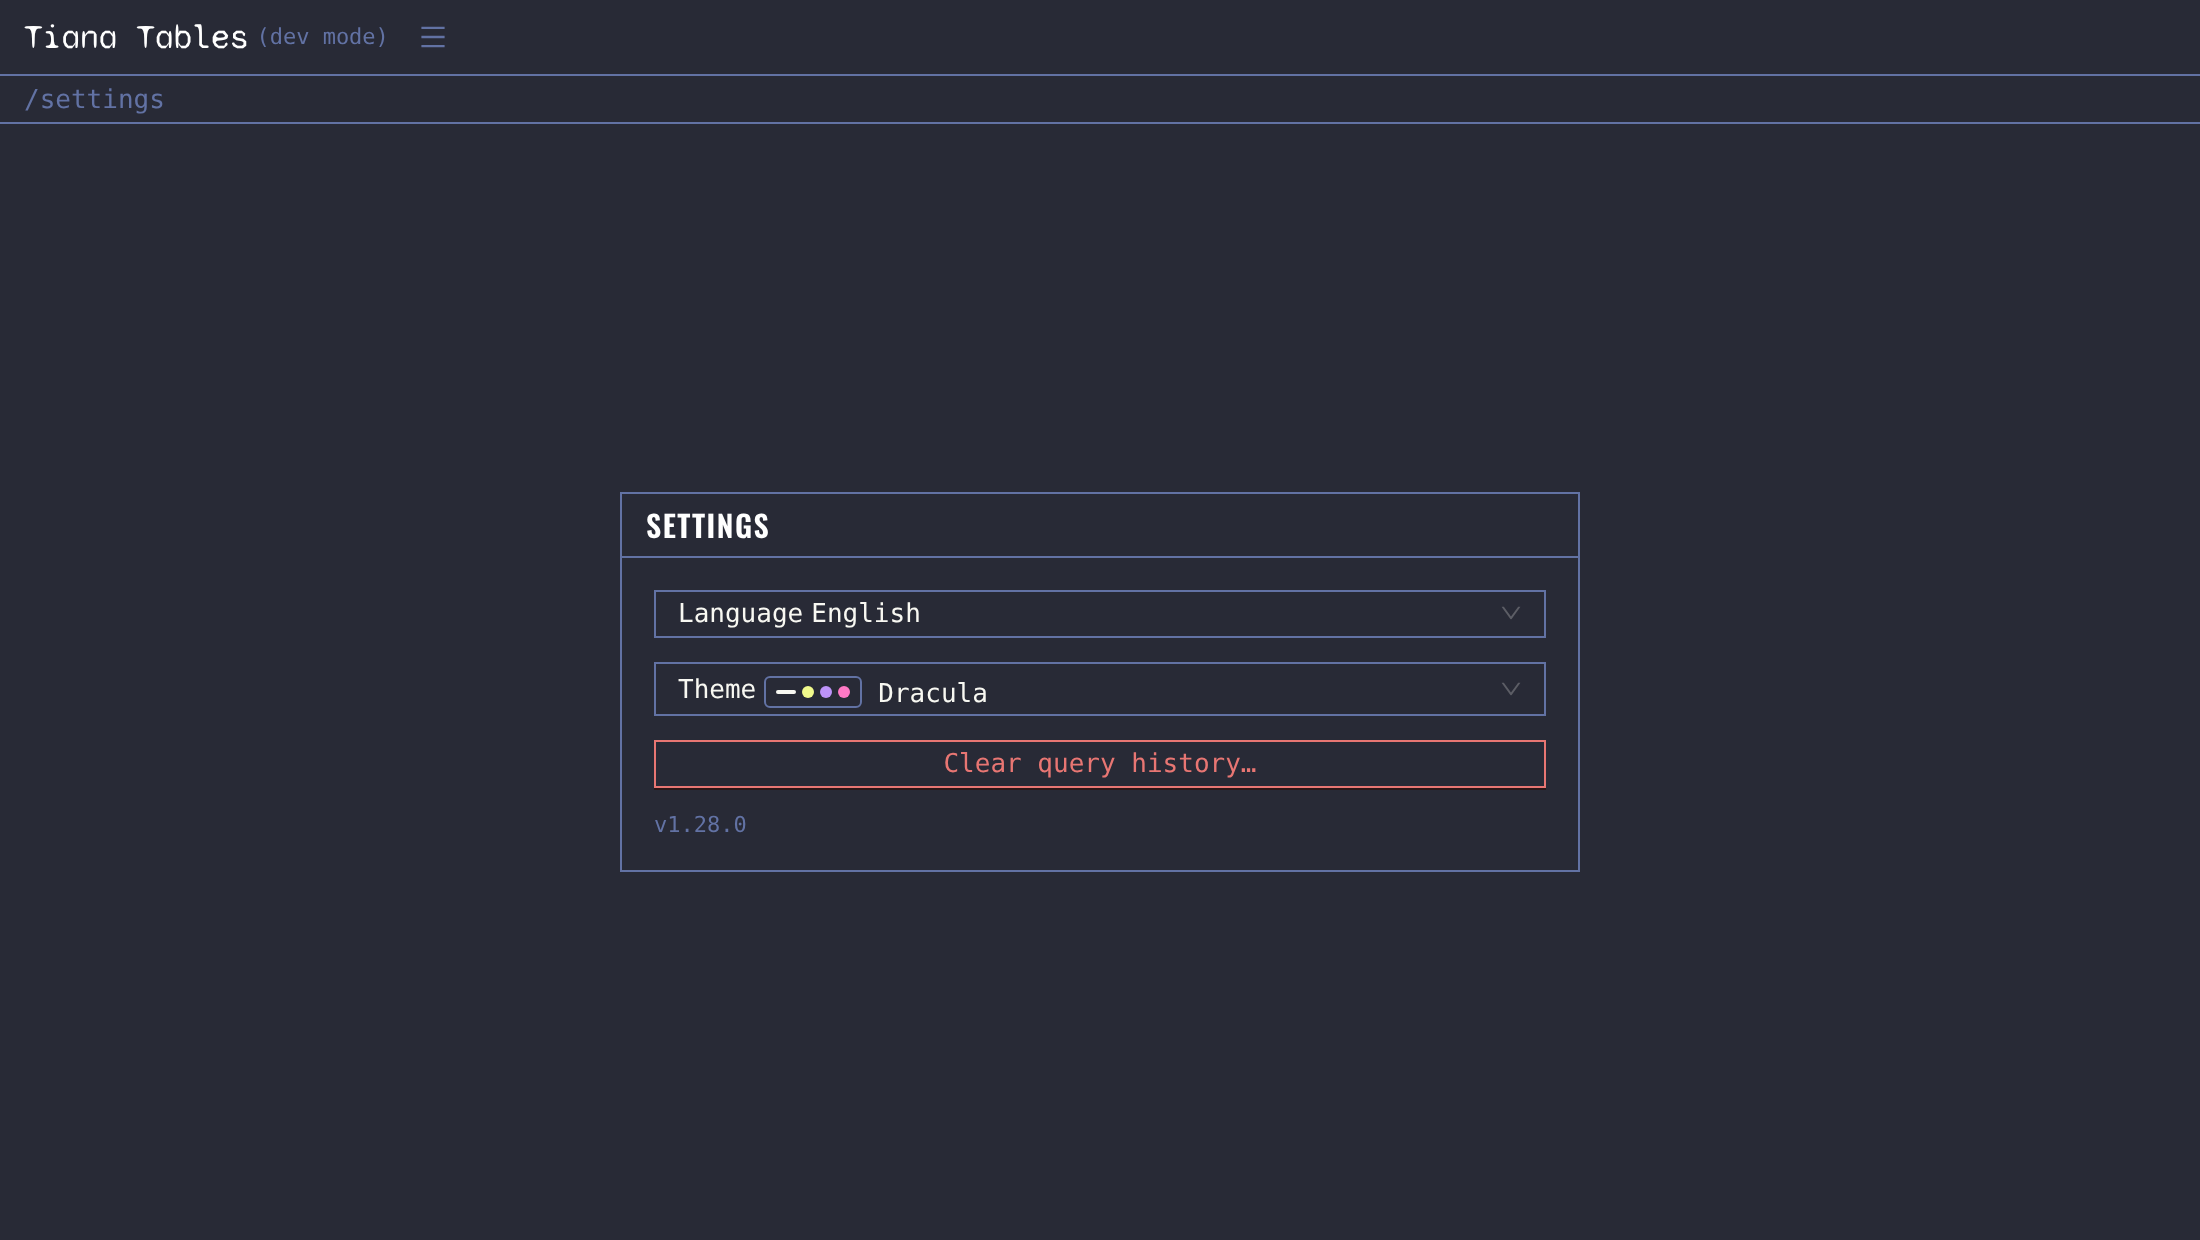 Tiana Tables (dev mode)
/settings
SETTINGS
Language English
Theme Dracula
Clear query history…
v1.28.0